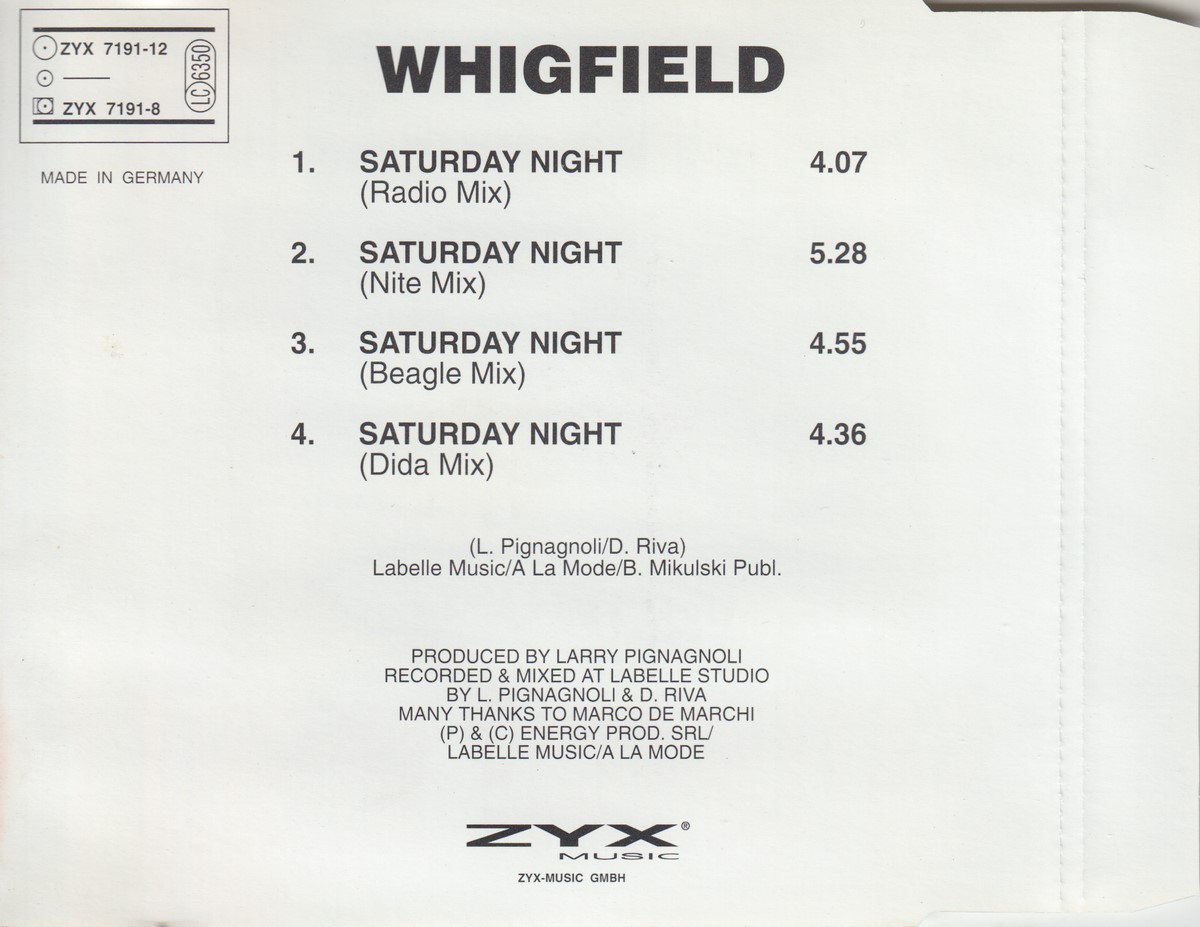 ZYX 7191-12
ZYX 7191-8
LC 6350
MADE IN GERMANY
WHIGFIELD
1. SATURDAY NIGHT 4.07
(Radio Mix)
2. SATURDAY NIGHT 5.28
(Nite Mix)
3. SATURDAY NIGHT 4.55
(Beagle Mix)
4. SATURDAY NIGHT 4.36
(Dida Mix)
(L. Pignagnoli/D. Riva)
Labelle Music/A La Mode/B. Mikulski Publ.
PRODUCED BY LARRY PIGNAGNOLI
RECORDED & MIXED AT LABELLE STUDIO
BY L. PIGNAGNOLI & D. RIVA
MANY THANKS TO MARCO DE MARCHI
(P) & (C) ENERGY PROD. SRL/
LABELLE MUSIC/A LA MODE
ZYX®
MUSIC
ZYX-MUSIC GMBH